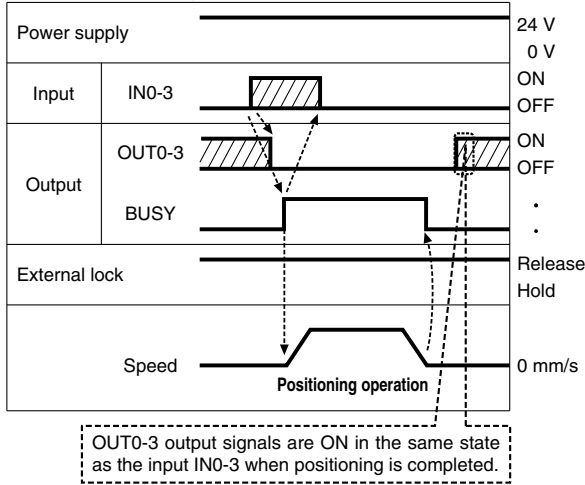 Power supply
24 V
0 V
Input
IN0-3
ON
OFF
Output
OUT0-3
ON
OFF
BUSY
External lock
Release
Hold
Speed
0 mm/s
Positioning operation
OUT0-3 output signals are ON in the same state
as the input IN0-3 when positioning is completed.